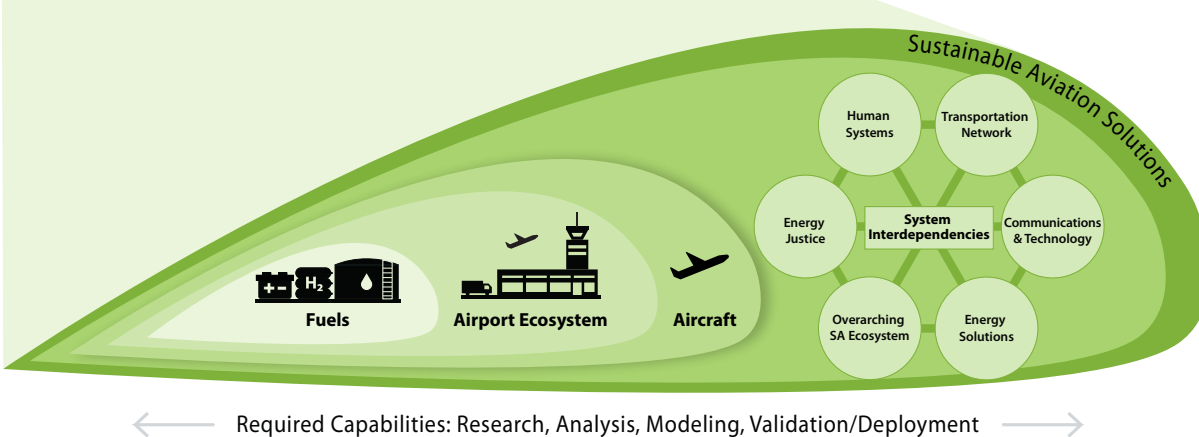 Sustainable Aviation Solutions
Human
Systems
Transportation
Network
Energy
Justice
System
Interdependencies
Communications
& Technology
Overarching
SA Ecosystem
Energy
Solutions
H2
Fuels
Airport Ecosystem
Aircraft
Required Capabilities: Research, Analysis, Modeling, Validation/Deployment